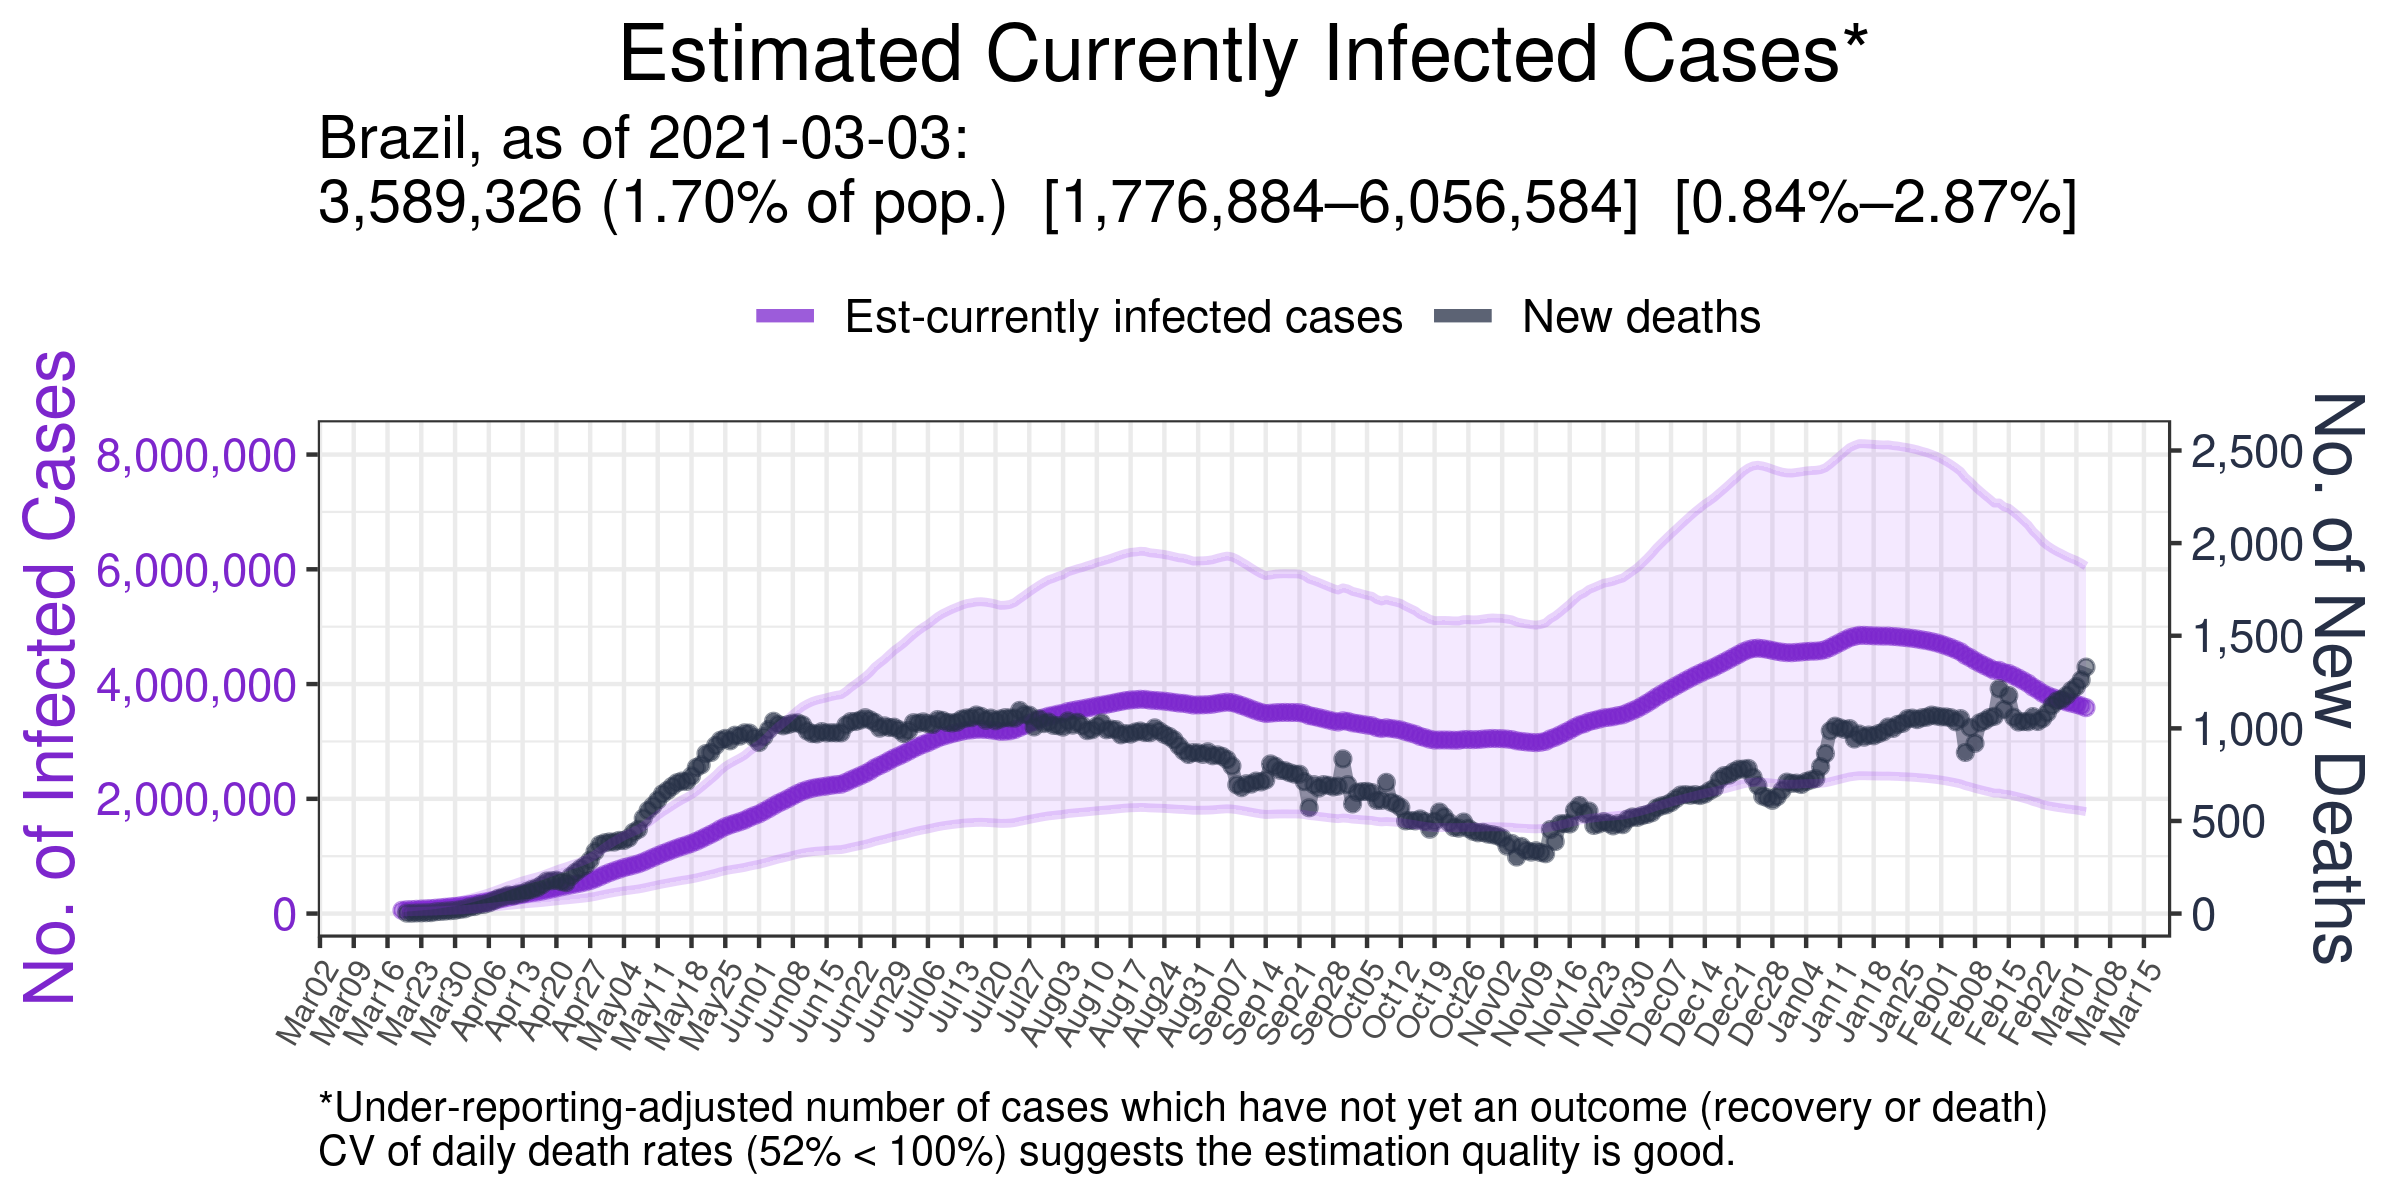 Estimated Currently Infected Cases*
Brazil, as of 2021-03-03:
3,589,326 (1.70% of pop.)  [1,776,884–6,056,584]  [0.84%–2.87%]
Est-currently infected cases
New deaths
No. of Infected Cases
8,000,000
6,000,000
4,000,000
2,000,000
0
2,500
2,000
1,500
1,000
500
0
No. of New Deaths
Mar02
Mar09
Mar16
Mar23
Mar30
Apr06
Apr13
Apr20
Apr27
May04
May11
May18
May25
Jun01
Jun08
Jun15
Jun22
Jun29
Jul06
Jul13
Jul20
Jul27
Aug03
Aug10
Aug17
Aug24
Aug31
Sep07
Sep14
Sep21
Sep28
Oct05
Oct12
Oct19
Oct26
Nov02
Nov09
Nov16
Nov23
Nov30
Dec07
Dec14
Dec21
Dec28
Jan04
Jan11
Jan18
Jan25
Feb01
Feb08
Feb15
Feb22
Mar01
Mar08
Mar15
*Under-reporting-adjusted number of cases which have not yet an outcome (recovery or death)
CV of daily death rates (52% < 100%) suggests the estimation quality is good.